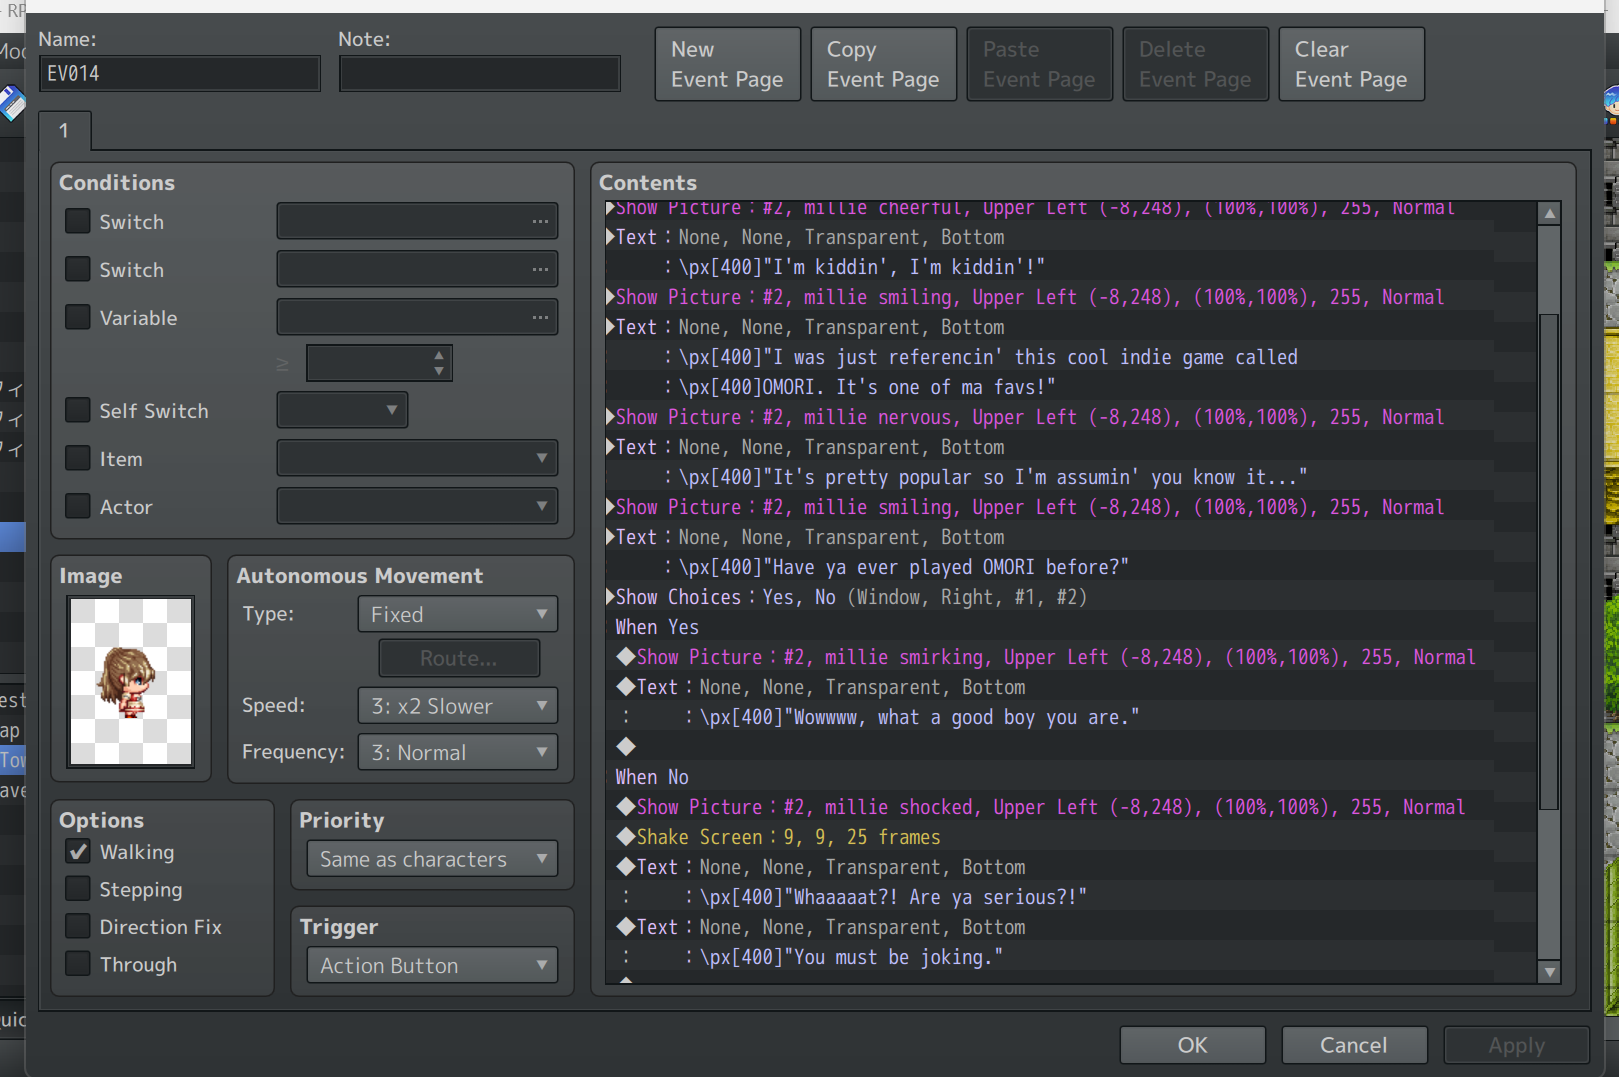 RP
Name:
Note:
EV014
New
Event Page
Copy
Event Page
Paste
Event Page
Delete
Event Page
Clear
Event Page
1
Conditions
Switch
...
Switch
...
Variable
...
≥
Self Switch
Item
Actor
Image
Autonomous Movement
Type:
Fixed
Route...
Speed:
3: x2 Slower
Frequency:
3: Normal
Options
Walking
Stepping
Direction Fix
Through
Priority
Same as characters
Trigger
Action Button
Contents
Show Picture : #2, millie cheerful, Upper Left (-8,248), (100%,100%), 255, Normal
Text : None, None, Transparent, Bottom
: \px[400]"I'm kiddin', I'm kiddin'!"
Show Picture : #2, millie smiling, Upper Left (-8,248), (100%,100%), 255, Normal
Text : None, None, Transparent, Bottom
: \px[400]"I was just referencin' this cool indie game called
: \px[400]OMORI. It's one of ma favs!"
Show Picture : #2, millie nervous, Upper Left (-8,248), (100%,100%), 255, Normal
Text : None, None, Transparent, Bottom
: \px[400]"It's pretty popular so I'm assumin' you know it..."
Show Picture : #2, millie smiling, Upper Left (-8,248), (100%,100%), 255, Normal
Text : None, None, Transparent, Bottom
: \px[400]"Have ya ever played OMORI before?"
Show Choices : Yes, No (Window, Right, #1, #2)
: When Yes
◆Show Picture : #2, millie smirking, Upper Left (-8,248), (100%,100%), 255, Normal
◆Text : None, None, Transparent, Bottom
: : \px[400]"Wowwww, what a good boy you are."
◆
: When No
◆Show Picture : #2, millie shocked, Upper Left (-8,248), (100%,100%), 255, Normal
◆Shake Screen : 9, 9, 25 frames
◆Text : None, None, Transparent, Bottom
: : \px[400]"Whaaaaat?! Are ya serious?!"
◆Text : None, None, Transparent, Bottom
: : \px[400]"You must be joking."
OK
Cancel
Apply